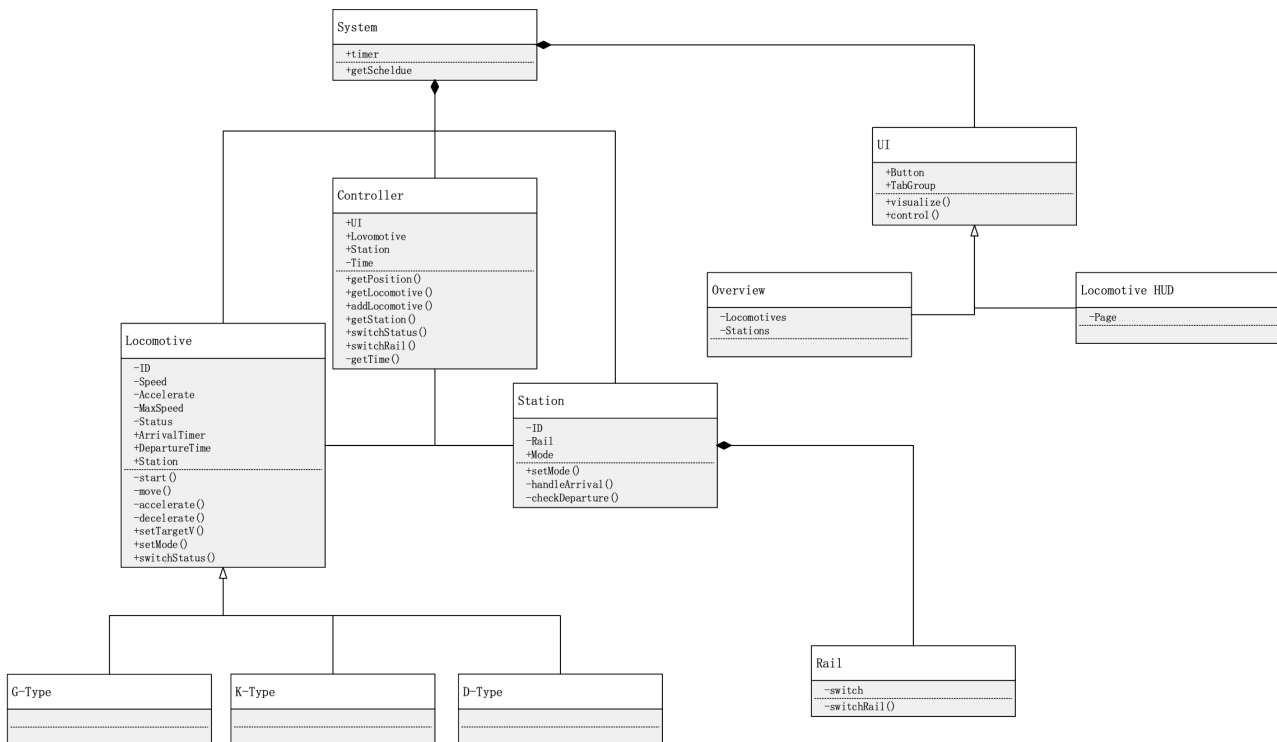 System
+timer
+getScheldue
UI
+Button
+TabGroup
+visualize()
+control()
Controller
+UI
+Lovomotive
+Station
-Time
+getPosition()
+getLocomotive()
+addLocomotive()
+getStation()
+switchStatus()
+switchRail()
-getTime()
Overview
-Locomotives
-Stations
Locomotive HUD
-Page
Locomotive
-ID
-Speed
-Accelerate
-MaxSpeed
-Status
+ArrivalTimer
+DepartureTime
+Station
-start()
-move()
-accelerate()
-decelerate()
+setTargetV()
+setMode()
+switchStatus()
Station
-ID
-Rail
+Mode
+setMode()
-handleArrival()
-checkDeparture()
Rail
-switch
-switchRail()
G-Type
K-Type
D-Type